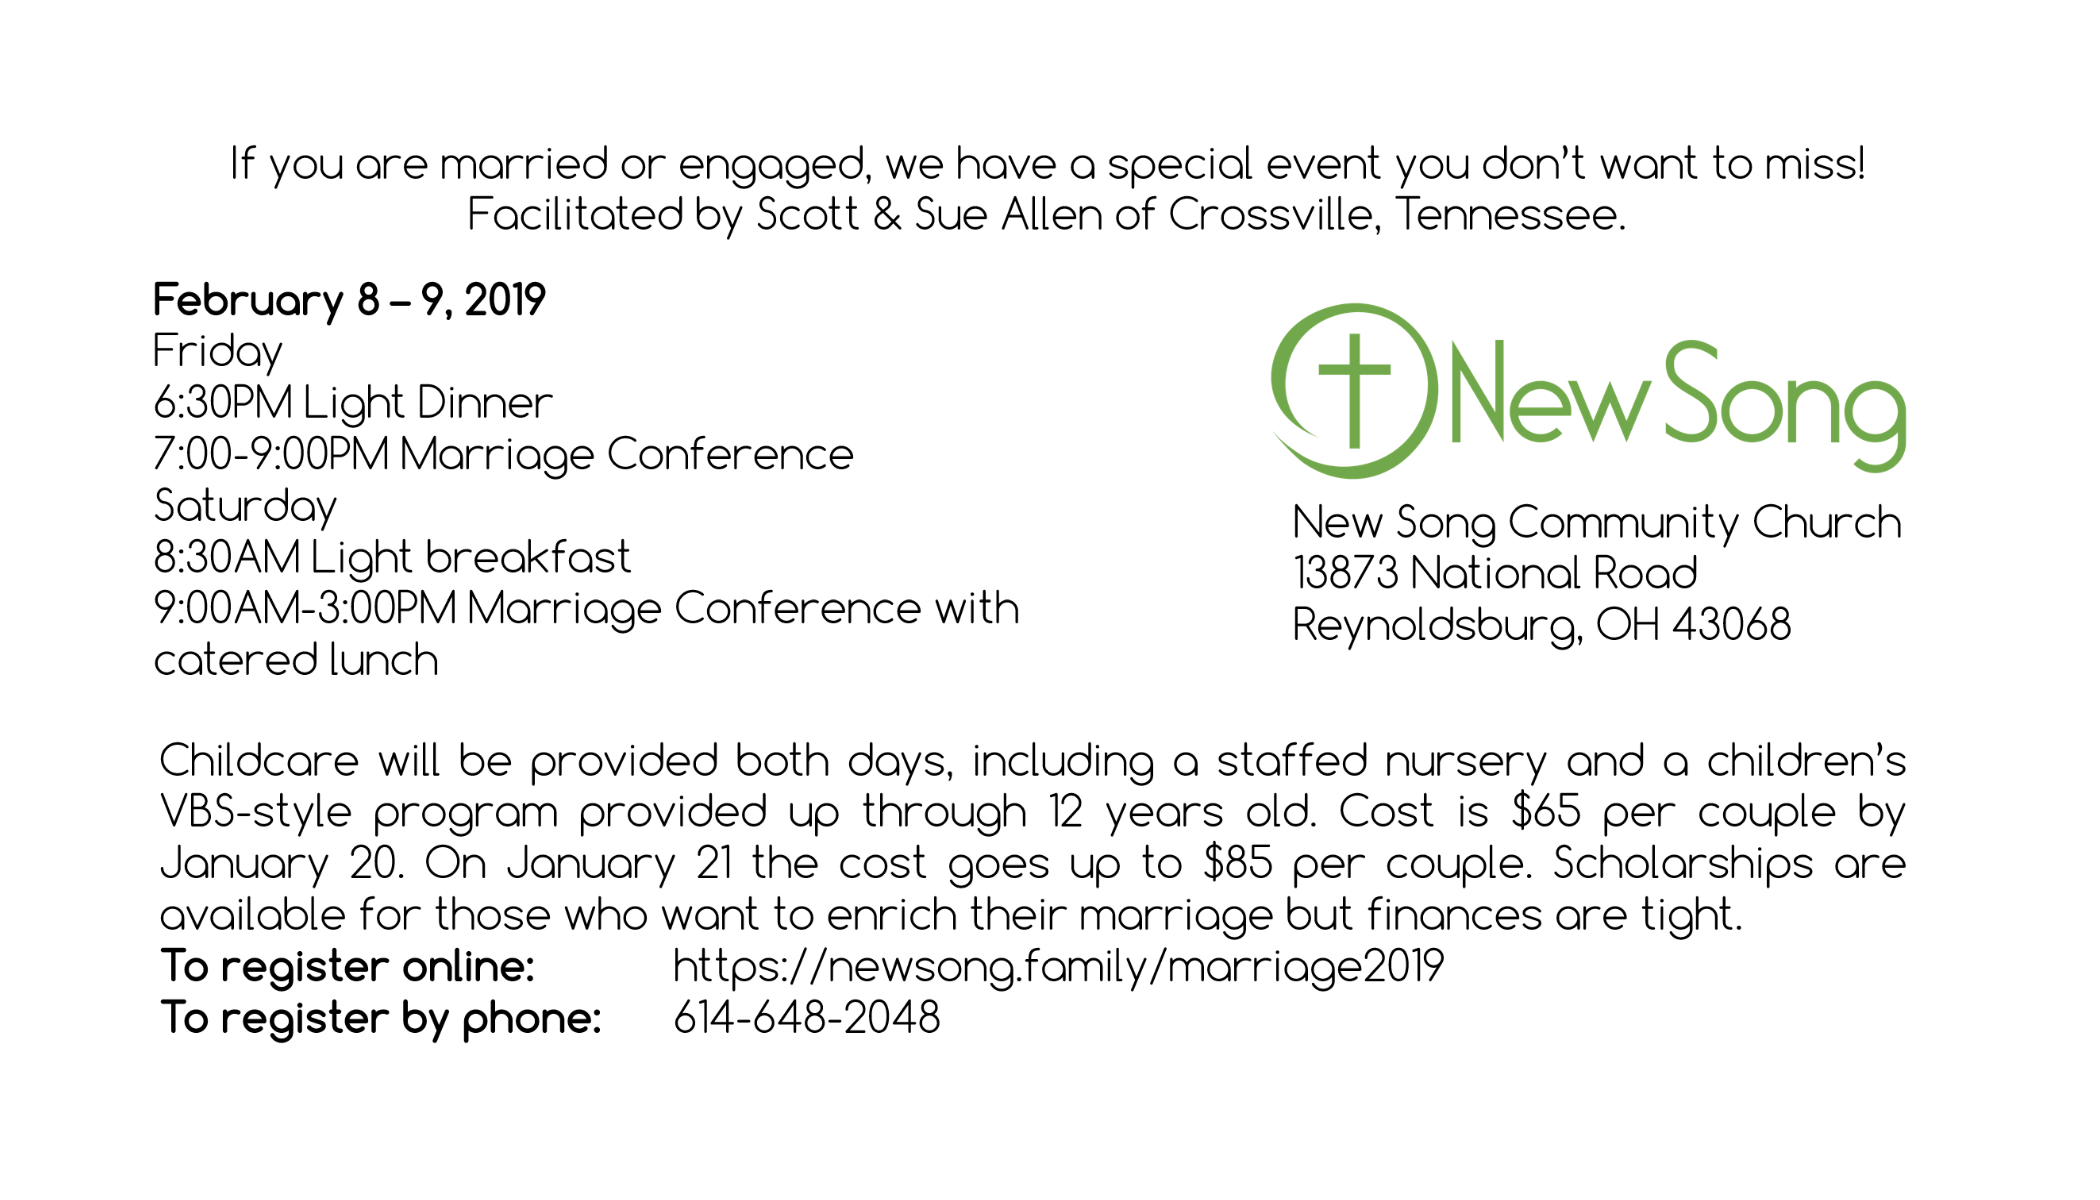 If you are married or engaged, we have a special event you don’t want to miss!
Facilitated by Scott & Sue Allen of Crossville, Tennessee.
February 8 – 9, 2019
Friday
6:30PM Light Dinner
7:00-9:00PM Marriage Conference
Saturday
8:30AM Light breakfast
9:00AM-3:00PM Marriage Conference with
catered lunch
New Song
New Song Community Church
13873 National Road
Reynoldsburg, OH 43068
Childcare will be provided both days, including a staffed nursery and a children’s
VBS-style program provided up through 12 years old. Cost is $65 per couple by
January 20. On January 21 the cost goes up to $85 per couple. Scholarships are
available for those who want to enrich their marriage but finances are tight.
To register online: https://newsong.family/marriage2019
To register by phone: 614-648-2048